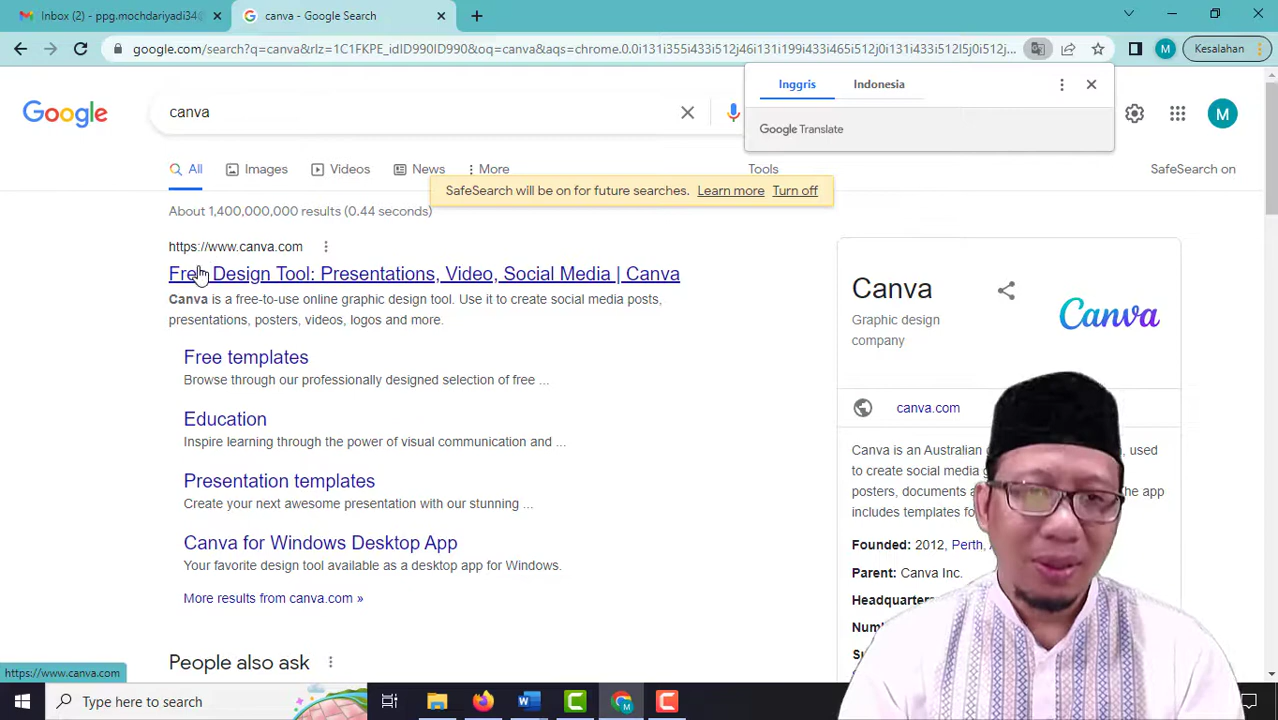 Inbox (2) - ppg.mochdariyadi34@
canva - Google Search
google.com/search?q=canva&rlz=1C1FKPE_idID990ID990&oq=canva&aqs=chrome.0.0i131i355i433i512j46i131i199i433i465i512j0i131i433i512l5j0i512j...
M
Kesalahan
Inggris
Indonesia
Google Translate
Google
canva
M
All
Images
Videos
News
More
Tools
SafeSearch on
SafeSearch will be on for future searches. Learn more Turn off
About 1,400,000,000 results (0.44 seconds)
https://www.canva.com
Free Design Tool: Presentations, Video, Social Media | Canva
Canva is a free-to-use online graphic design tool. Use it to create social media posts,
presentations, posters, videos, logos and more.
Free templates
Browse through our professionally designed selection of free ...
Education
Inspire learning through the power of visual communication and ...
Presentation templates
Create your next awesome presentation with our stunning ...
Canva for Windows Desktop App
Your favorite design tool available as a desktop app for Windows.
More results from canva.com »
People also ask
Canva
Graphic design
company
Canva
canva.com
Canva is an Australian used
to create social media
posts, documents he app
includes templates
Founded: 2012, Perth,
Parent: Canva Inc.
Headquarters
https://www.canva.com
Type here to search